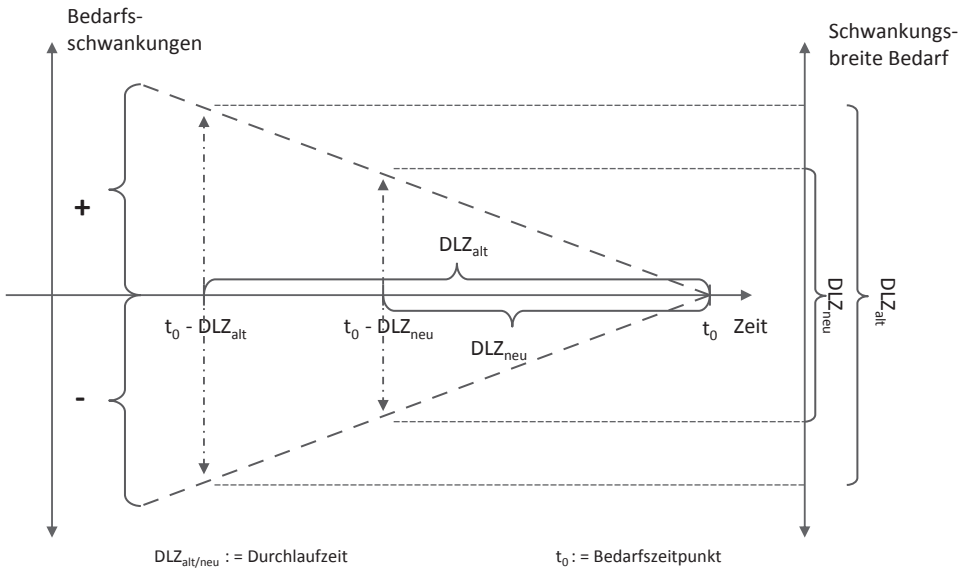 Bedarfs-
schwankungen
Schwankungs-
breite Bedarf
+
DLZalt
t0 - DLZalt
t0 - DLZneu
t0 Zeit
DLZneu
DLZneu
DLZalt
-
DLZalt/neu : = Durchlaufzeit
t0 : = Bedarfszeitpunkt